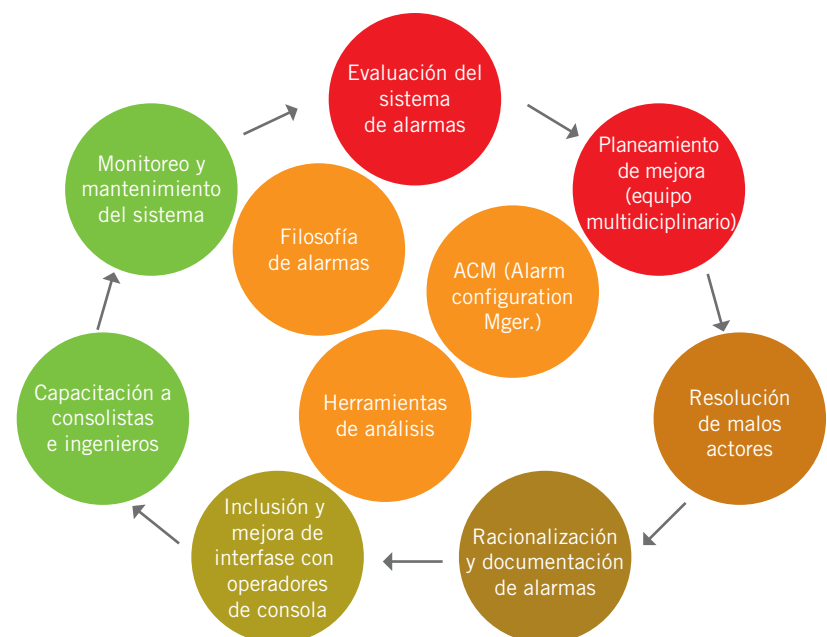 Evaluación del
sistema
de alarmas
Planeamiento
de mejora
(equipo
multidiciplinario)
Resolución
de malos
actores
Racionalización
y documentación
de alarmas
Inclusión y
mejora de
interfase con
operadores
de consola
Capacitación a
consolistas
e ingenieros
Monitoreo y
mantenimiento
del sistema
Filosofía
de alarmas
ACM (Alarm
configuration
Mger.)
Herramientas
de análisis